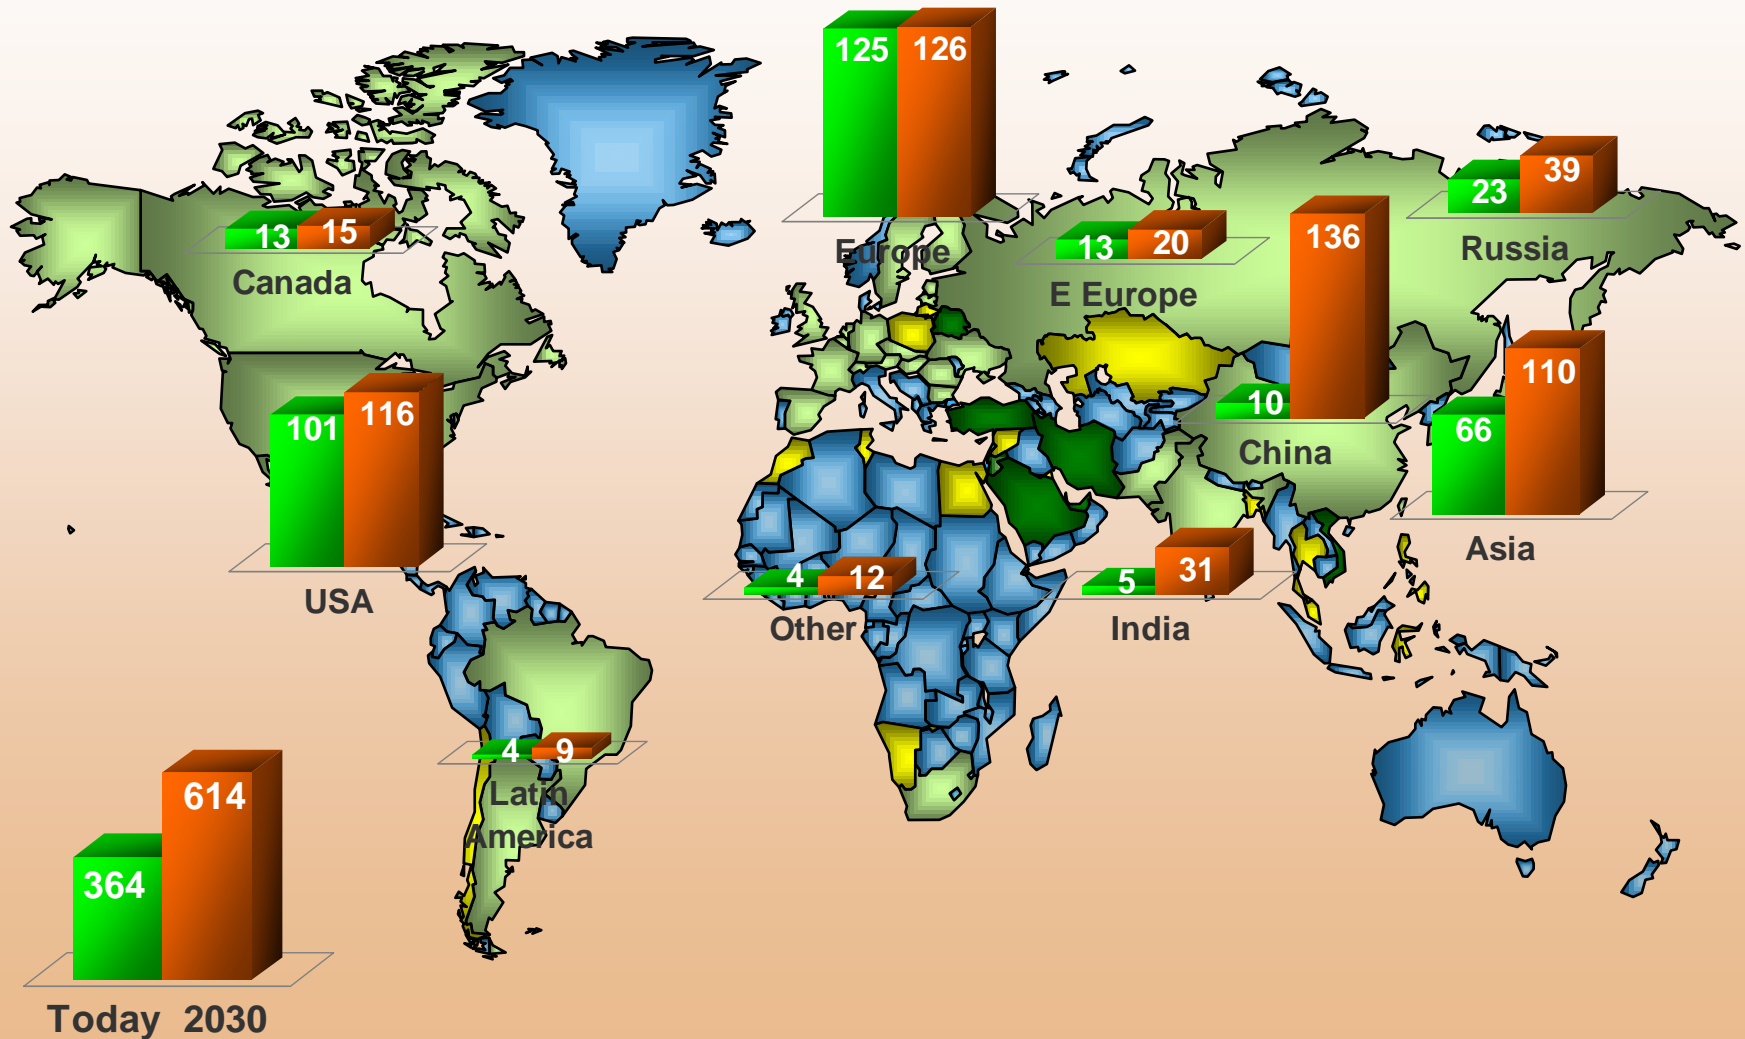 125 126
Europe
13 15
Canada
13 20
E Europe
23 39
Russia
10 136
China
66 110
Asia
101 116
USA
4 12
Other
5 31
India
4 9
Latin
America
364 614
Today 2030